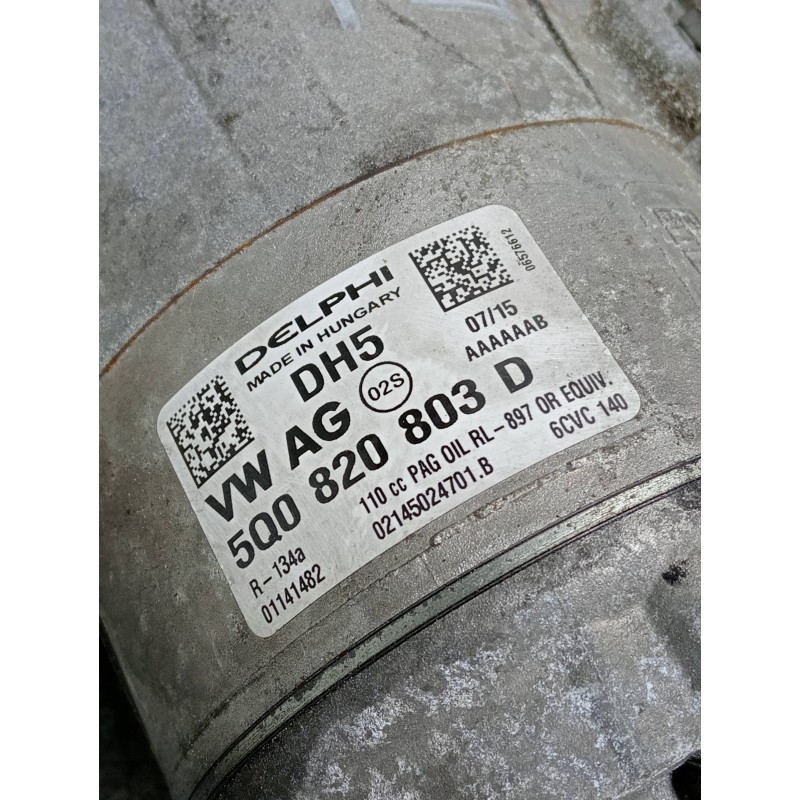 DELPHI
MADE IN HUNGARY
06576612
DH5
07/15
AAAAAAB
VW AG 02S
5Q0 820 803 D
R-134a 110 cc PAG OIL RL-897 OR EQUIV.
01141482 02145024701.B 6CVC 140